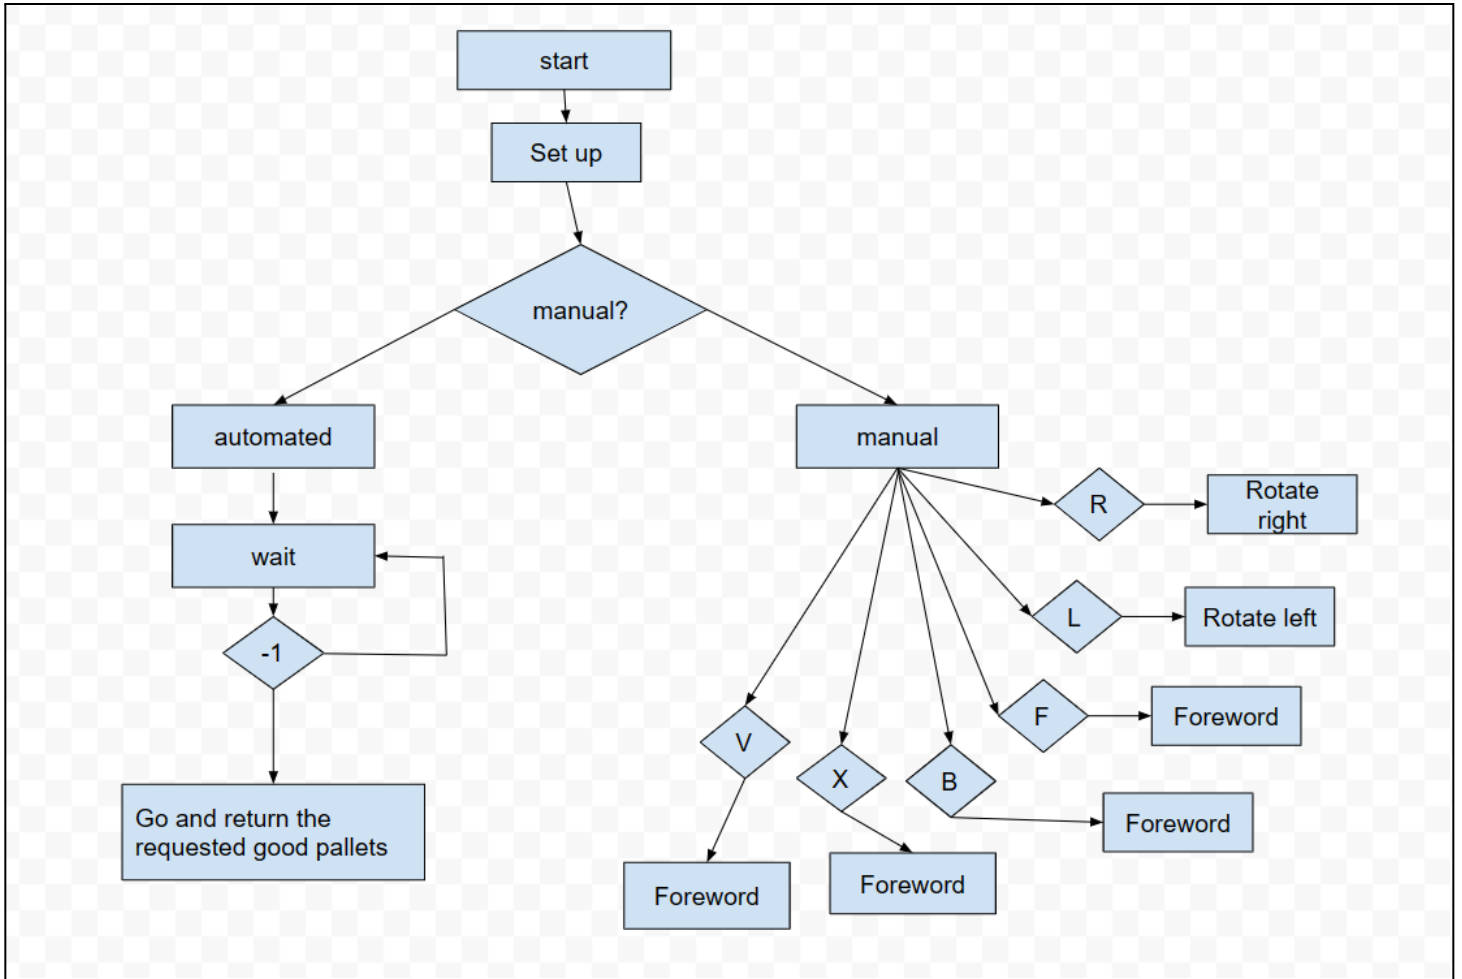 start
Set up
manual?
automated
manual
R
Rotate
right
wait
L
Rotate left
-1
F
Foreword
V
X
B
Go and return the
requested good pallets
Foreword
Foreword
Foreword